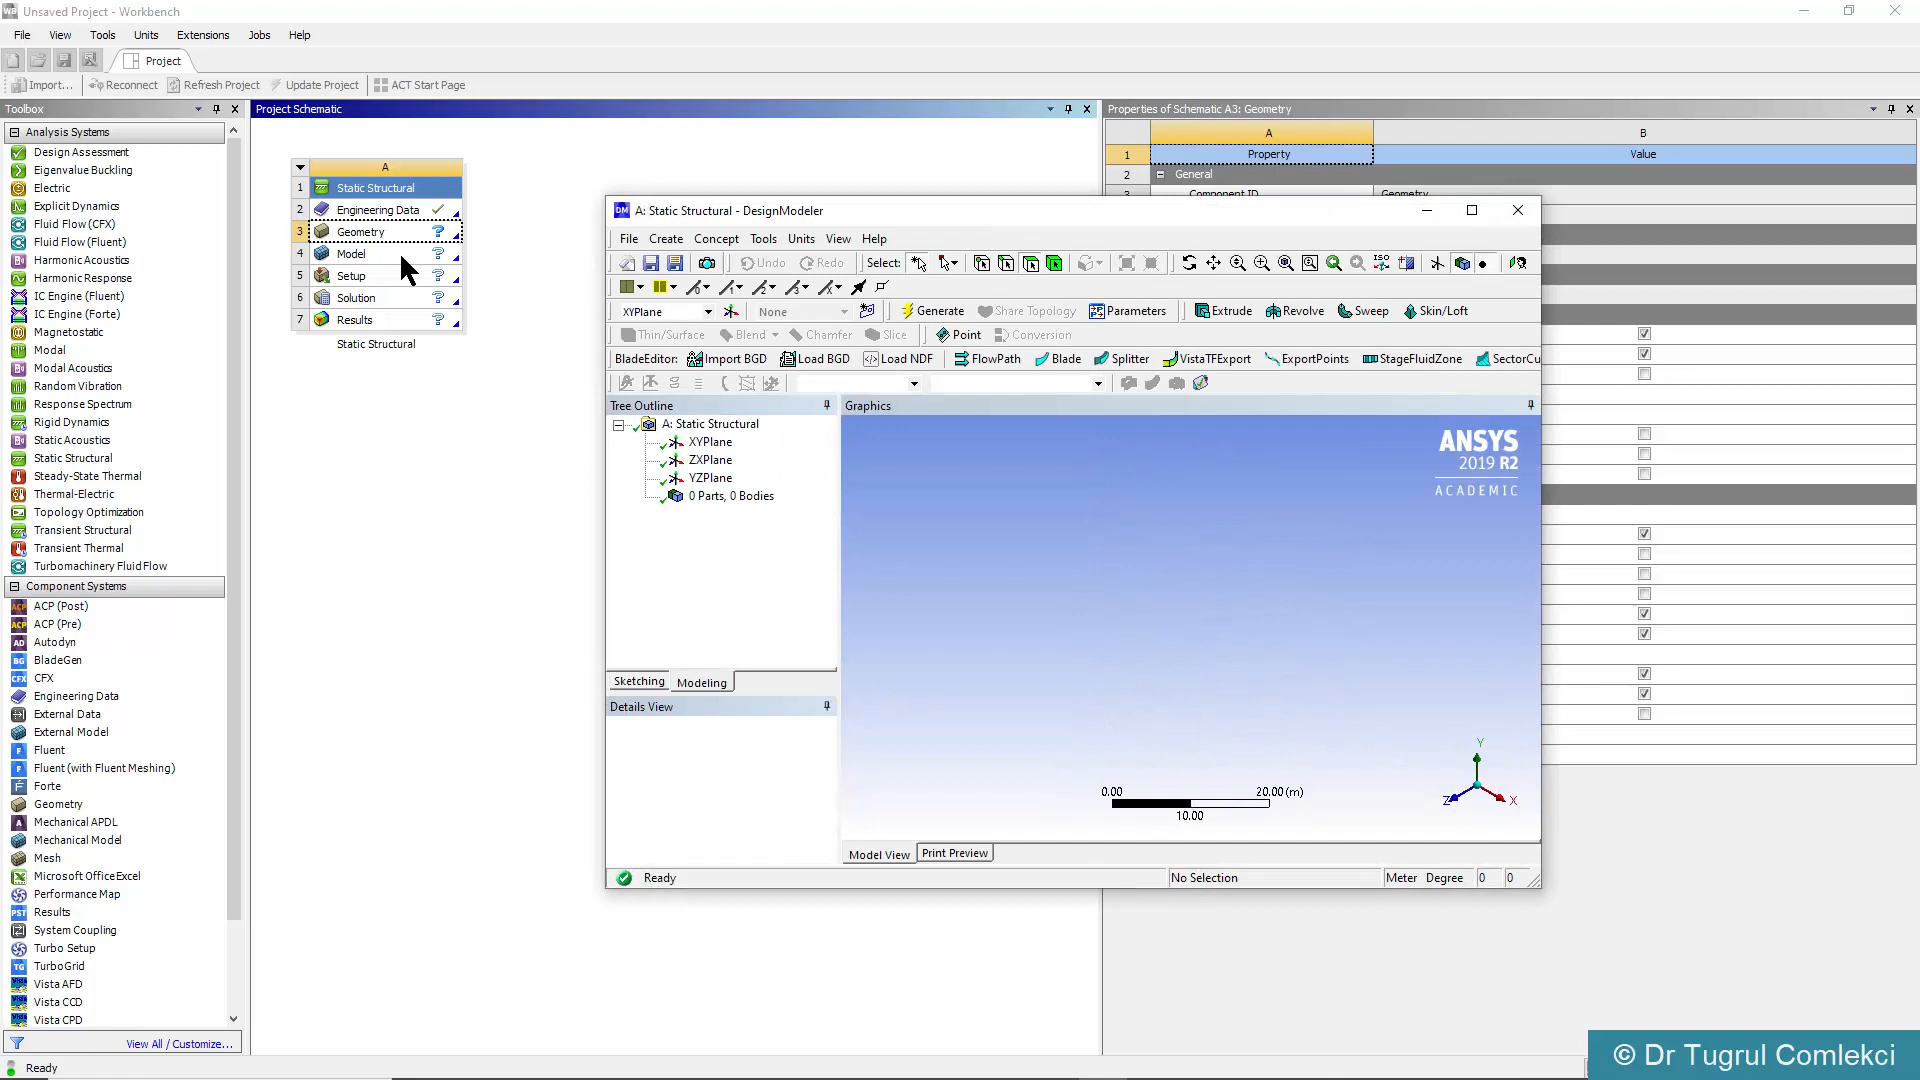 Unsaved Project - Workbench
File View Tools Units Extensions Jobs Help
Project
Import... Reconnect Refresh Project Update Project ACT Start Page
Toolbox
Analysis Systems
Design Assessment
Eigenvalue Buckling
Electric
Explicit Dynamics
Fluid Flow (CFX)
Fluid Flow (Fluent)
Harmonic Acoustics
Harmonic Response
IC Engine (Fluent)
IC Engine (Forte)
Magnetostatic
Modal
Modal Acoustics
Random Vibration
Response Spectrum
Rigid Dynamics
Static Acoustics
Static Structural
Steady-State Thermal
Thermal-Electric
Topology Optimization
Transient Structural
Transient Thermal
Turbomachinery Fluid Flow
Component Systems
ACP (Post)
ACP (Pre)
Autodyn
BladeGen
CFX
Engineering Data
External Data
External Model
Fluent
Fluent (with Fluent Meshing)
Forte
Geometry
Mechanical APDL
Mechanical Model
Mesh
Microsoft Office Excel
Performance Map
Results
System Coupling
Turbo Setup
TurboGrid
Vista AFD
Vista CCD
Vista CPD
View All / Customize...
Ready
Project Schematic
A
1 Static Structural
2 Engineering Data
3 Geometry
4 Model
5 Setup
6 Solution
7 Results
Static Structural
Properties of Schematic A3: Geometry
A B
1 Property Value
2 General
3 Component ID Geometry
A: Static Structural - DesignModeler
File Create Concept Tools Units View Help
Undo Redo Select:
XYPlane None Generate Share Topology Parameters Extrude Revolve Sweep Skin/Loft
Thin/Surface Blend Chamfer Slice Point Conversion
BladeEditor: Import BGD Load BGD Load NDF FlowPath Blade Splitter VistaTFExport ExportPoints StageFluidZone SectorCu
Tree Outline
A: Static Structural
XYPlane
ZXPlane
YZPlane
0 Parts, 0 Bodies
Sketching Modeling
Details View
Graphics
ANSYS
2019 R2
ACADEMIC
0.00 20.00 (m)
10.00
Y
Z X
Model View Print Preview
Ready No Selection Meter Degree 0 0
© Dr Tugrul Comlekci